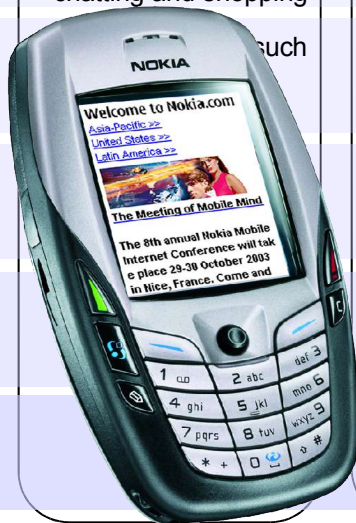 chatting and shopping
such
NOKIA
Welcome to Nokia.com
Asia-Pacific >>
United States >>
Latin America >>
The Meeting of Mobile Mind
The 8th annual Nokia Mobile
Internet Conference will tak
e place 29-30 October 2003
in Nice, France. Come and
1
2 abc
def 3
4 ghi
5 jkl
mno 6
7 pqrs
8 tuv
wxyz 9
* +
0
#